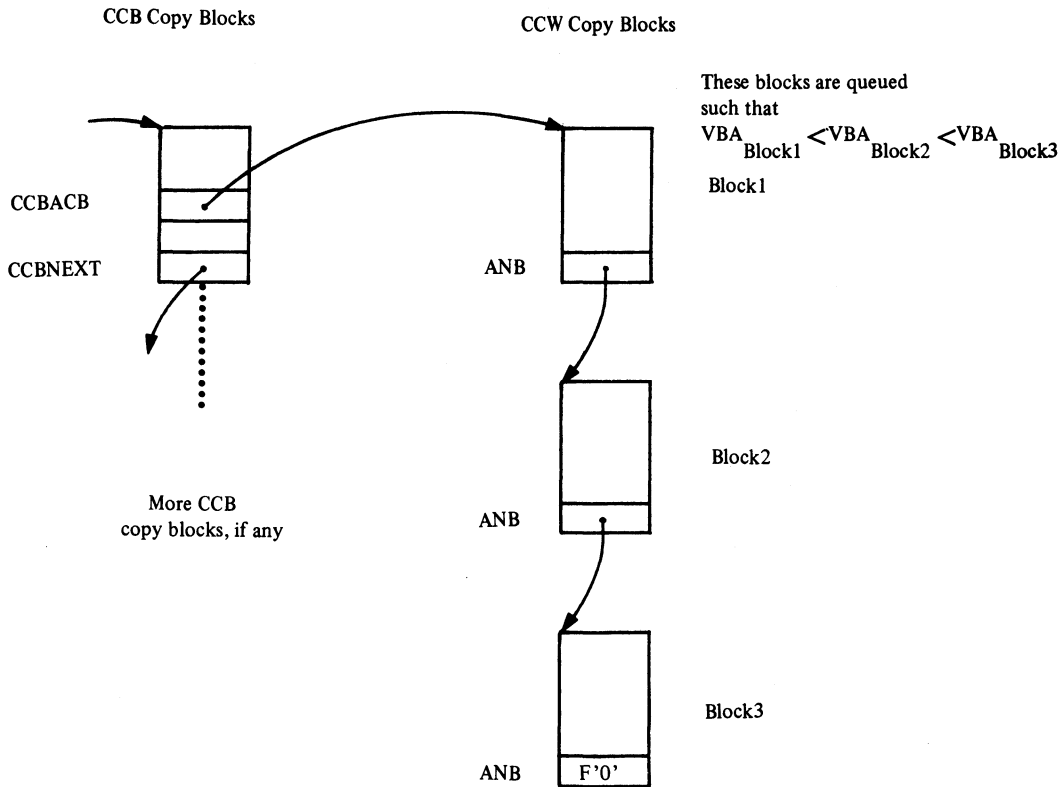 CCB Copy Blocks
CCW Copy Blocks
These blocks are queued
such that
VBA Block1 < VBA Block2 < VBA Block3
Block1
CCBACB
CCBNEXT
ANB
Block2
More CCB
copy blocks, if any
ANB
Block3
ANB
F'0'